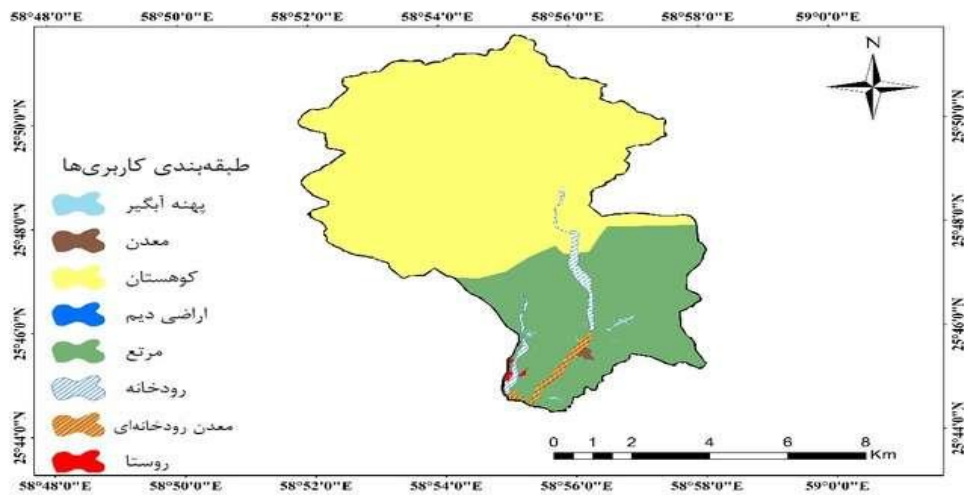 58°48'0"E 58°50'0"E 58°52'0"E 58°54'0"E 58°56'0"E 58°58'0"E 59°0'0"E
N
25°50'0"N
25°48'0"N
25°46'0"N
25°44'0"N
25°50'0"N
25°48'0"N
25°46'0"N
25°44'0"N
طبقه‌بندی کاربری‌ها
پهنه آبگیر
معدن
کوهستان
اراضی دیم
مرتع
رودخانه
معدن رودخانه‌ای
روستا
0 1 2 4 6 8
Km
58°48'0"E 58°50'0"E 58°52'0"E 58°54'0"E 58°56'0"E 58°58'0"E 59°0'0"E